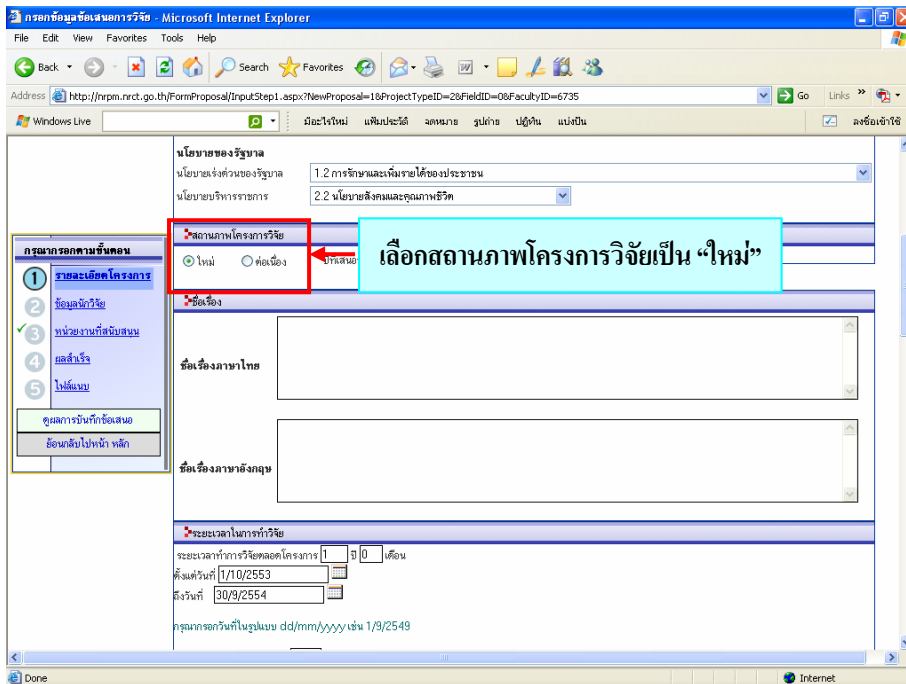 กรอกข้อมูลข้อเสนอการวิจัย - Microsoft Internet Explorer
File Edit View Favorites Tools Help
Back Search Favorites
Address http://nrpm.nrct.go.th/FormProposal/InputStep1.aspx?NewProposal=1&ProjectTypeID=2&FieldID=0&FacultyID=6735 Go Links »
Windows Live มีอะไรใหม่ แฟ้มประวัติ จดหมาย รูปถ่าย ปฏิทิน แบ่งปัน ลงชื่อเข้าใช้
นโยบายของรัฐบาล
นโยบายเร่งด่วนของรัฐบาล 1.2 การรักษาและเพิ่มรายได้ของประชาชน
นโยบายบริหารราชการ 2.2 นโยบายสังคมและคุณภาพชีวิต
สถานภาพโครงการวิจัย
ใหม่ ต่อเนื่อง ปีที่เสนอ
เลือกสถานภาพโครงการวิจัยเป็น “ใหม่”
กรุณากรอกตามขั้นตอน
1 รายละเอียดโครงการ
2 ข้อมูลนักวิจัย
3 หน่วยงานที่สนับสนุน
4 ผลสำเร็จ
5 ไฟล์แนบ
ดูผลการบันทึกข้อเสนอ
ย้อนกลับไปหน้า หลัก
ชื่อเรื่อง
ชื่อเรื่องภาษาไทย
ชื่อเรื่องภาษาอังกฤษ
ระยะเวลาในการทำวิจัย
ระยะเวลาทำการวิจัยตลอดโครงการ 1 ปี 0 เดือน
ตั้งแต่วันที่ 1/10/2553
ถึงวันที่ 30/9/2554
กรุณากรอกวันที่ในรูปแบบ dd/mm/yyyy เช่น 1/9/2549
Done Internet